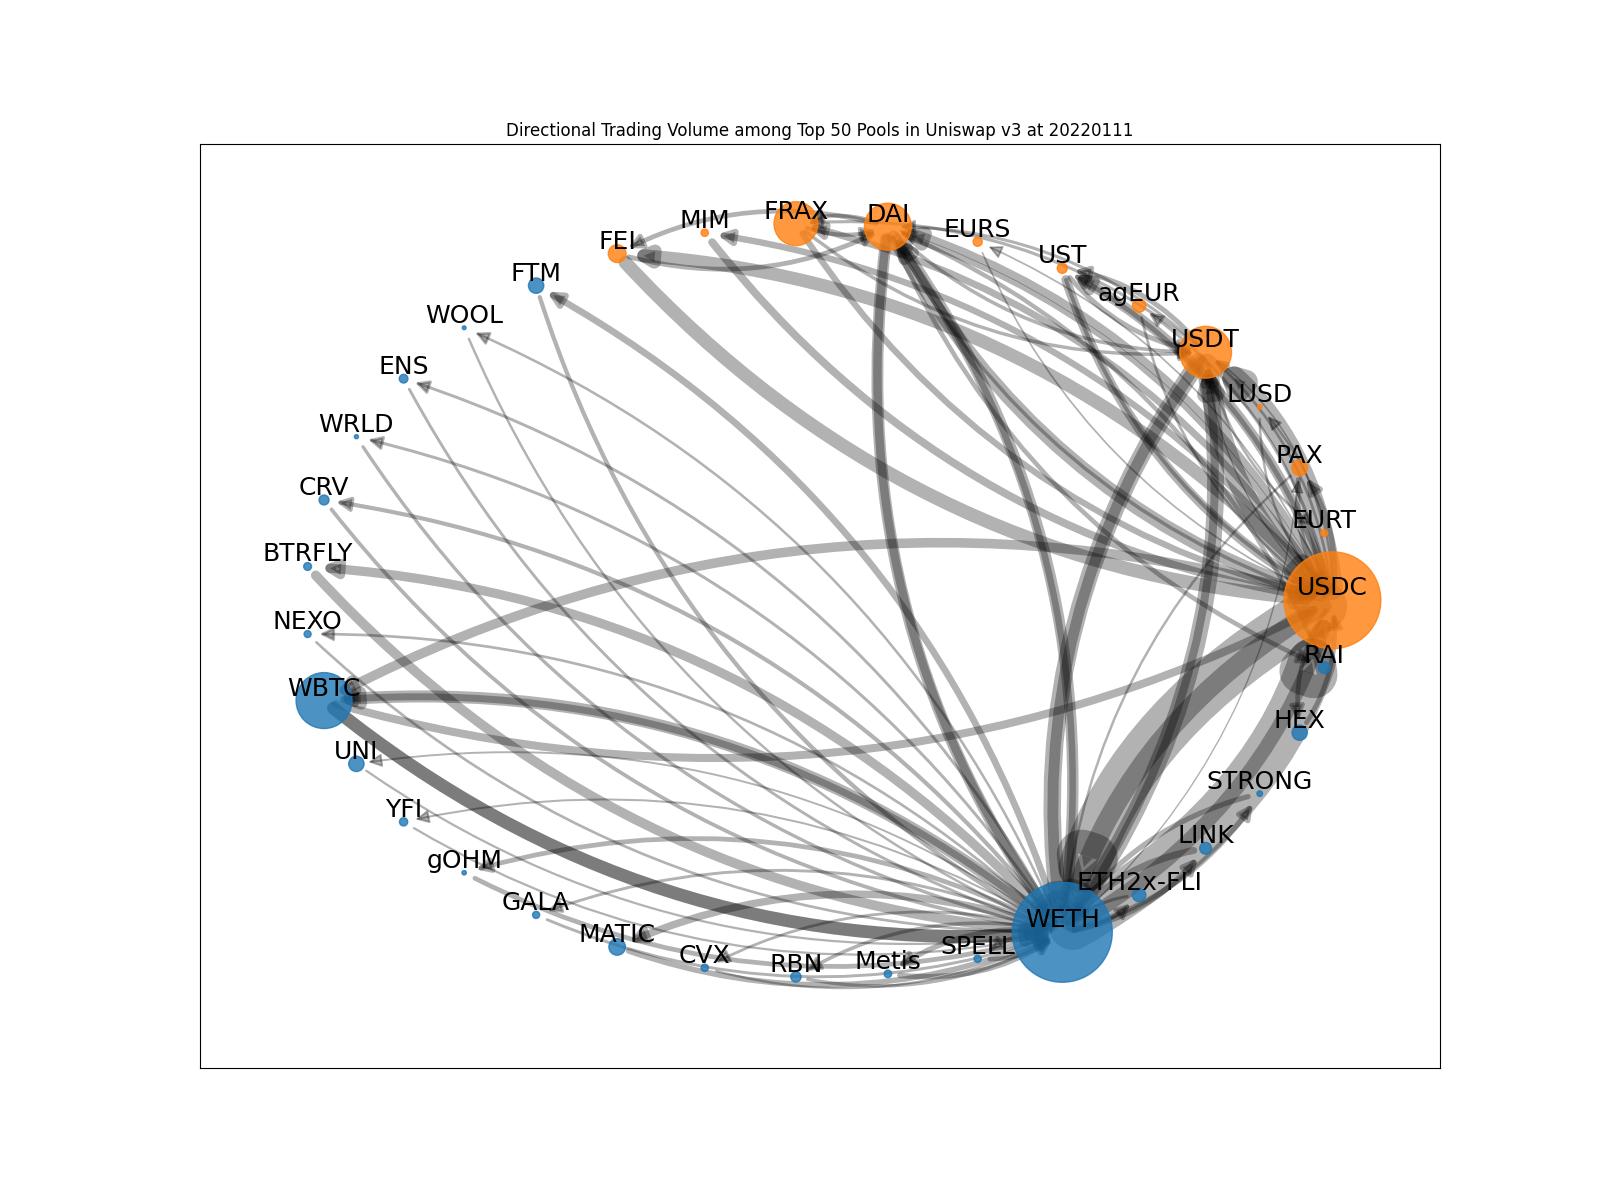 Directional Trading Volume among Top 50 Pools in Uniswap v3 at 20220111
FRAX
DAI
MIM
EURS
FEI
UST
FTM
agEUR
WOOL
USDT
ENS
LUSD
WRLD
PAX
CRV
EURT
BTRFLY
USDC
NEXO
RAI
WBTC
HEX
UNI
STRONG
YFI
LINK
gOHM
ETH2x-FLI
GALA
WETH
MATIC
SPELL
CVX
Metis
RBN